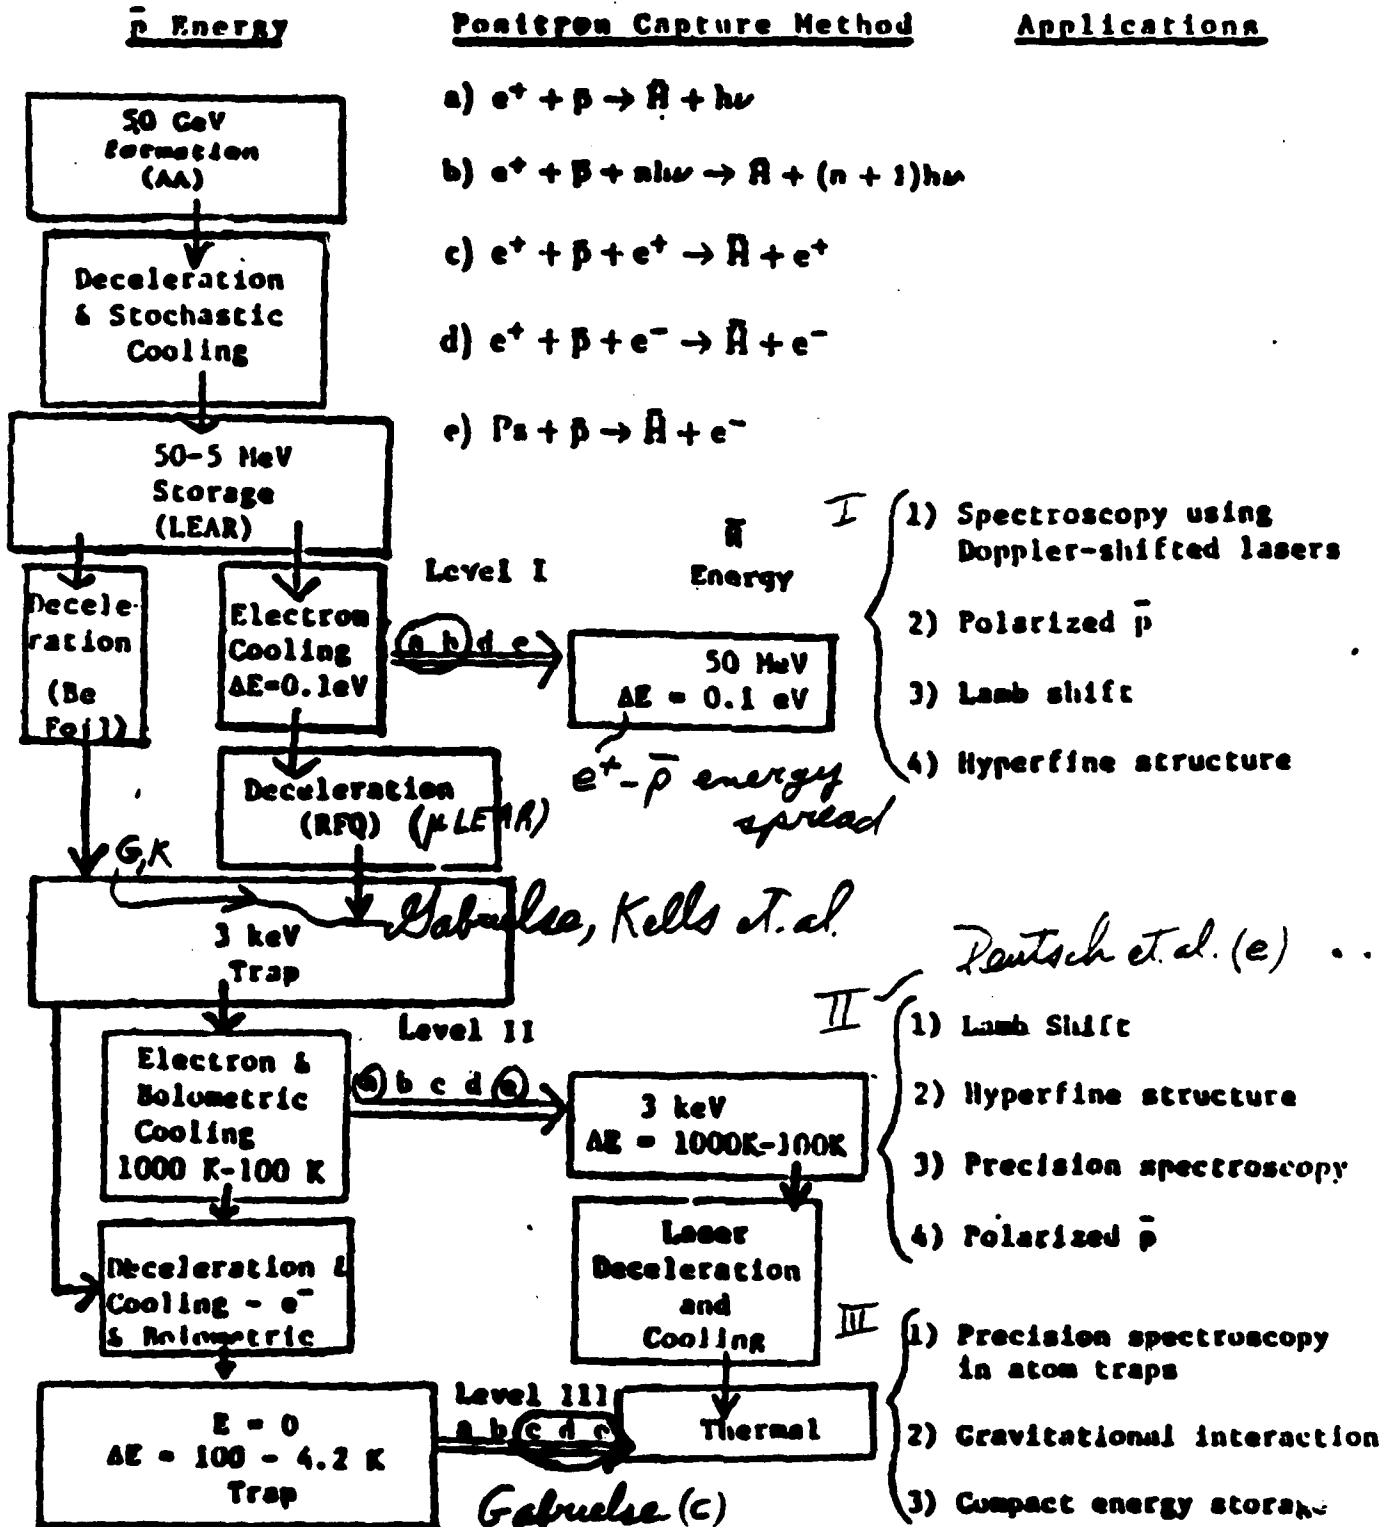 p̄ Energy
Positron Capture Method
Applications
50 GeV
formation
(AA)
Deceleration
& Stochastic
Cooling
50-5 MeV
Storage
(LEAR)
Decele-
ration
(Be
Foil)
Electron
Cooling
ΔE=0.1eV
Deceleration
(RFQ) (μLEAR)
G,K
3 keV
Trap
Gabrielse, Kells et. al.
Electron &
Bolometric
Cooling
1000 K-100 K
Deceleration &
Cooling - e⁻
& Bolometric
E = 0
ΔE = 100 - 4.2 K
Trap
a) e⁺ + p̄ → H̄ + hν
b) e⁺ + p̄ + nhν → H̄ + (n + 1)hν
c) e⁺ + p̄ + e⁺ → H̄ + e⁺
d) e⁺ + p̄ + e⁻ → H̄ + e⁻
e) Ps + p̄ → H̄ + e⁻
Level I
a b d e
H̄
Energy
50 MeV
ΔE = 0.1 eV
e⁺-p̄ energy
spread
Level II
a b c d e
3 keV
ΔE = 1000K-100K
Laser
Deceleration
and
Cooling
Level III
a b c d e
Thermal
Gabrielse (c)
I
1) Spectroscopy using
Doppler-shifted lasers
2) Polarized p̄
3) Lamb shift
4) Hyperfine structure
Deutsch et. al. (e)
II
1) Lamb Shift
2) Hyperfine structure
3) Precision spectroscopy
4) Polarized p̄
III
1) Precision spectroscopy
in atom traps
2) Gravitational interaction
3) Compact energy storage